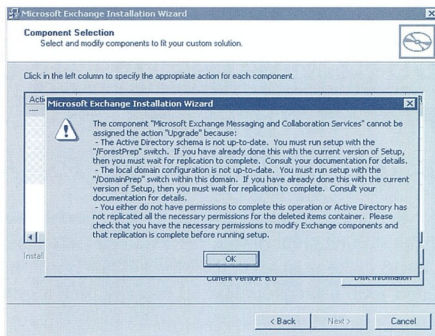 Microsoft Exchange Installation Wizard
Component Selection
Select and modify components to fit your custom solution.
Click in the left column to specify the appropriate action for each component.
Microsoft Exchange Installation Wizard
The component "Microsoft Exchange Messaging and Collaboration Services" cannot be
assigned the action "Upgrade" because:
- The Active Directory schema is not up-to-date. You must run setup with the
"/ForestPrep" switch. If you have already done this with the current version of Setup,
then you must wait for replication to complete. Consult your documentation for details.
- The local domain configuration is not up-to-date. You must run setup with the
"/DomainPrep" switch within this domain. If you have already done this with the current
version of Setup, then you must wait for replication to complete. Consult your
documentation for details.
- You either do not have permissions to complete this operation or Active Directory has
not replicated all the necessary permissions for the deleted items container. Please
check that you have the necessary permissions to modify Exchange components and
that replication is complete before running setup.
OK
Current version: 6.0
Disk Information
< Back
Next >
Cancel